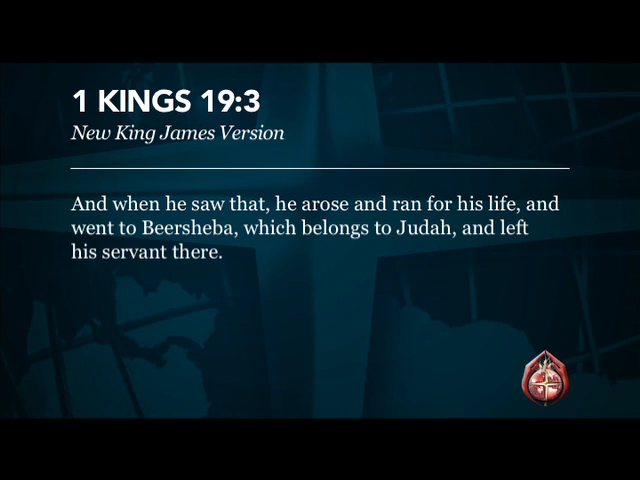 1 KINGS 19:3
New King James Version
And when he saw that, he arose and ran for his life, and
went to Beersheba, which belongs to Judah, and left
his servant there.